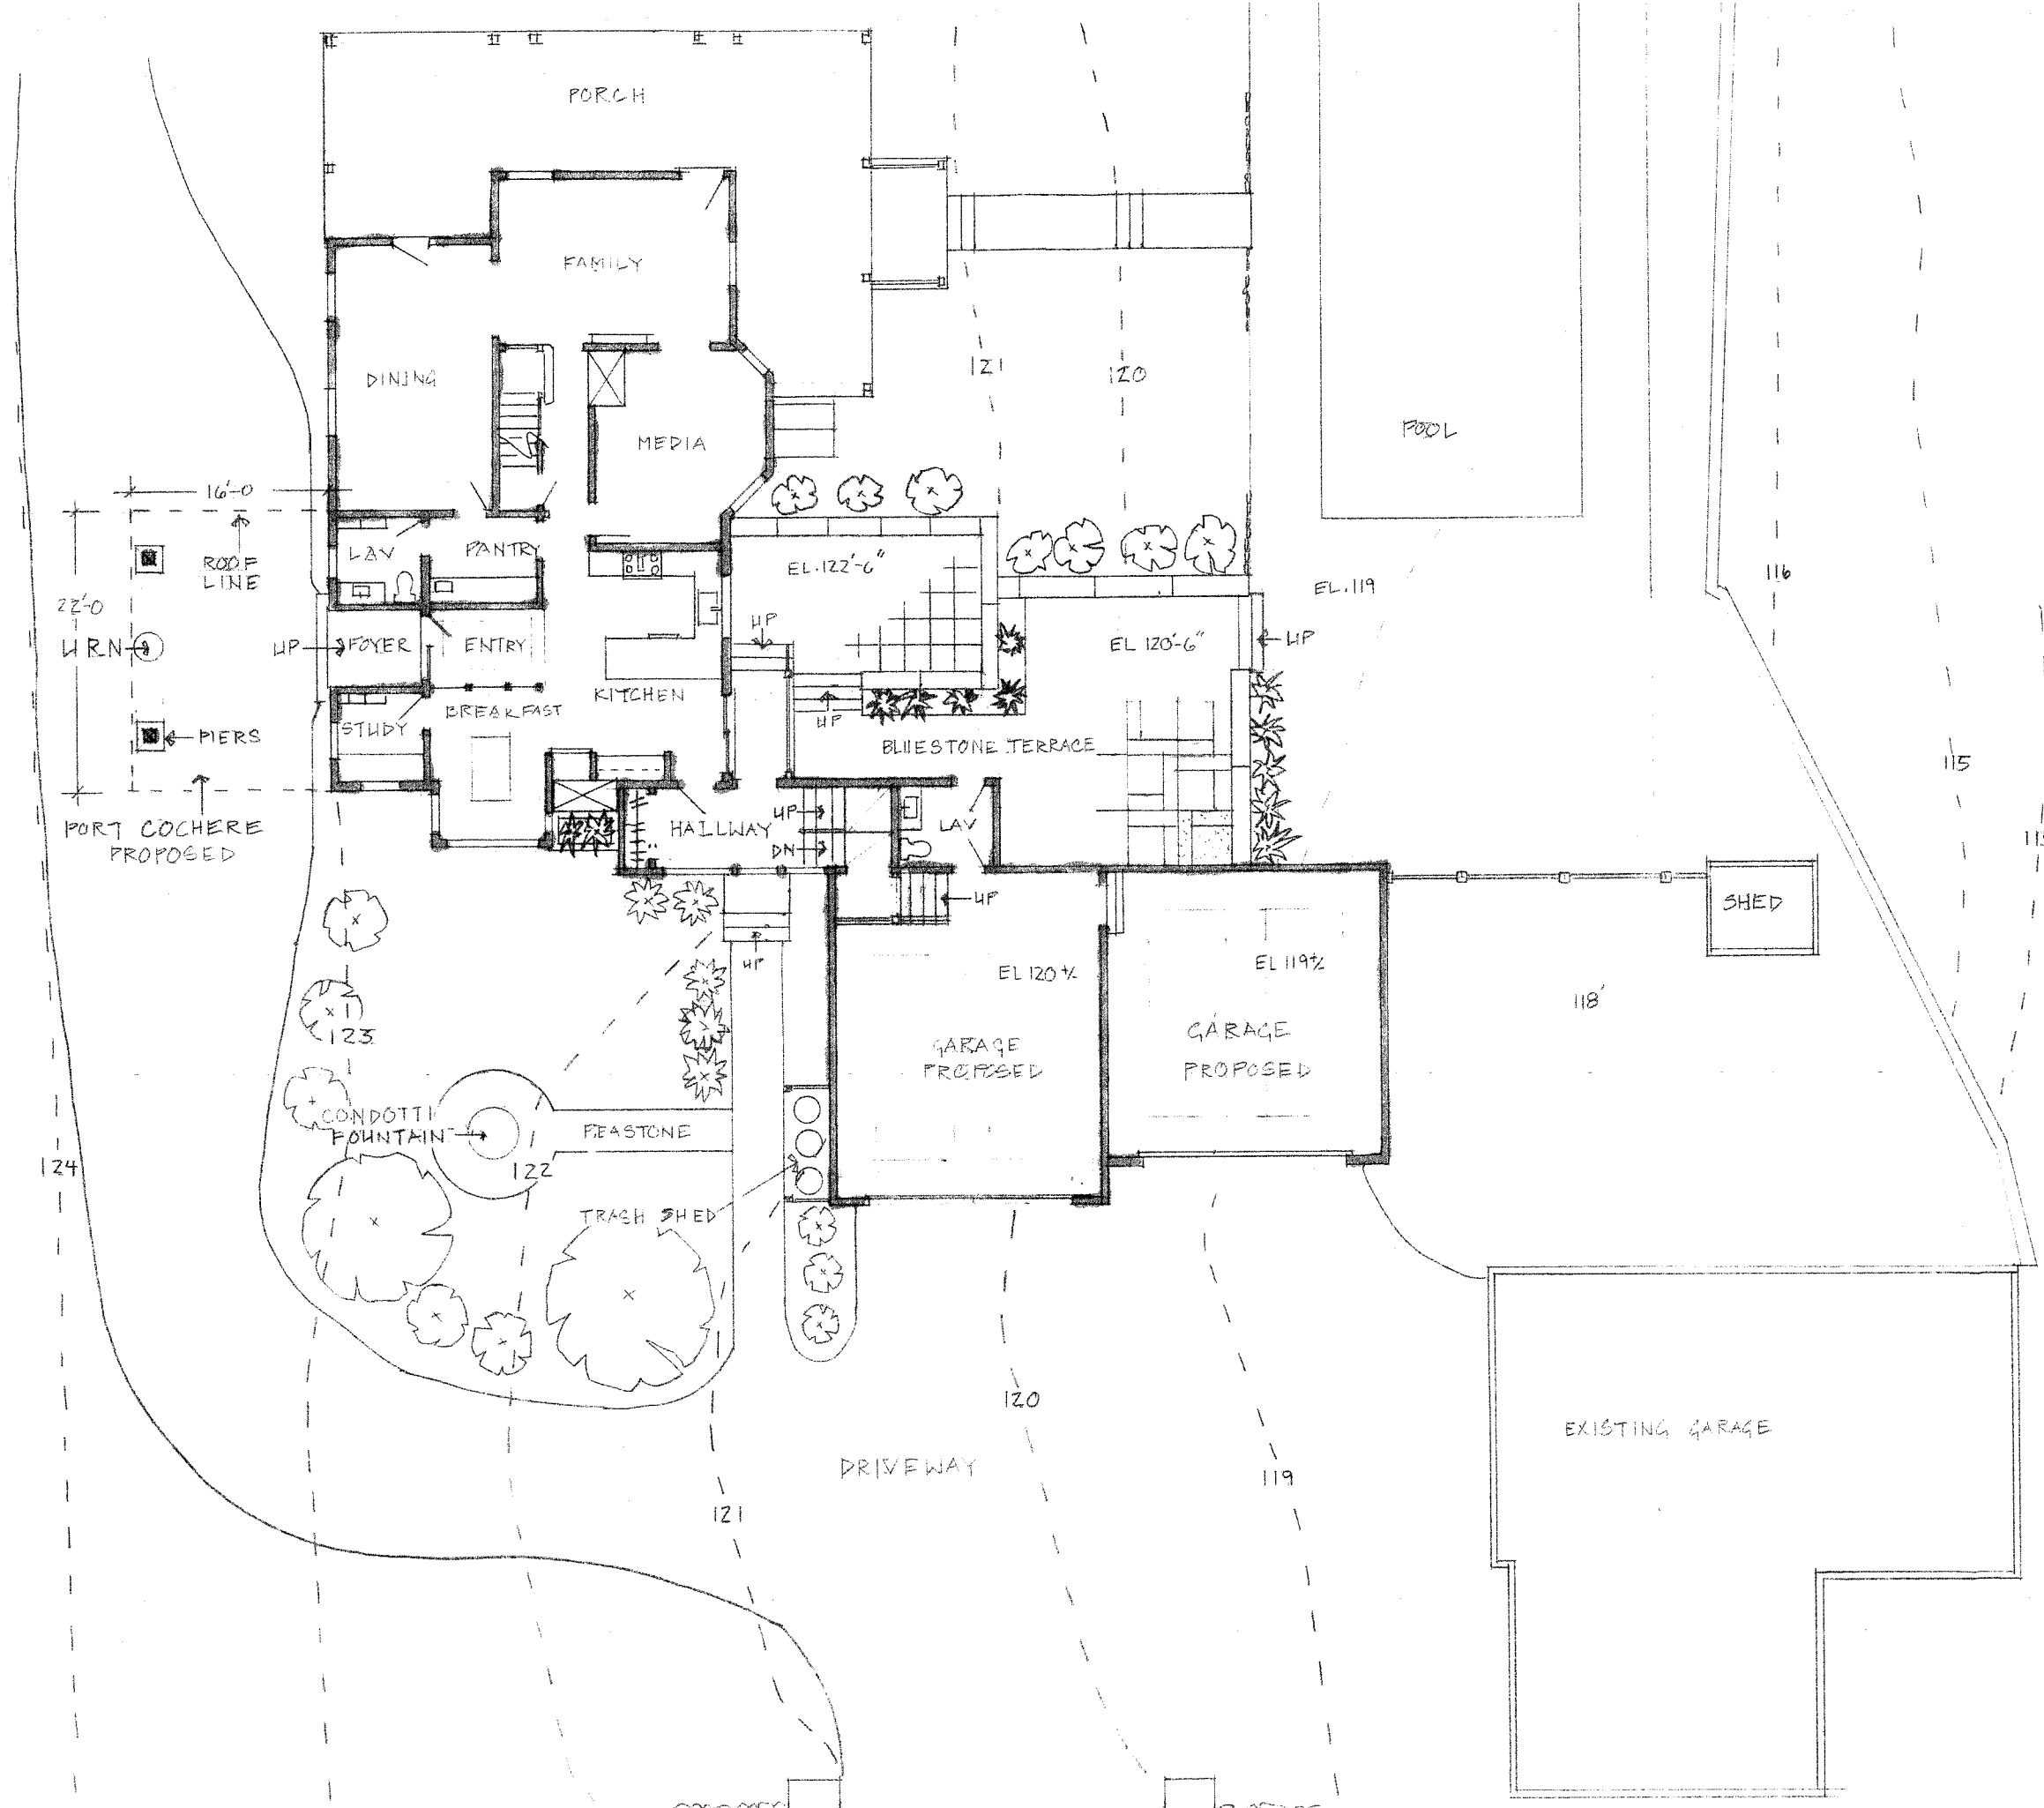 PORCH
FAMILY
DINING
121
120
MEDIA
POOL
16'-0
ROOF
LINE
22'-0
LAV
PANTRY
EL. 122'-6"
EL. 119
116
URN
UP
FOYER
ENTRY
UP
EL 120'-6"
UP
KITCHEN
BREAKFAST
STUDY
PIERS
UP
BLUESTONE TERRACE
115
PORT COCHERE
PROPOSED
HALLWAY
UP
DN
LAV
UP
SHED
UP
EL 120 +/-
EL 119 +/-
118'
123
GARAGE
PROPOSED
GARAGE
PROPOSED
CONDOTTI
FOUNTAIN
PEASTONE
124
122
TRASH SHED
120
EXISTING GARAGE
DRIVEWAY
119
121